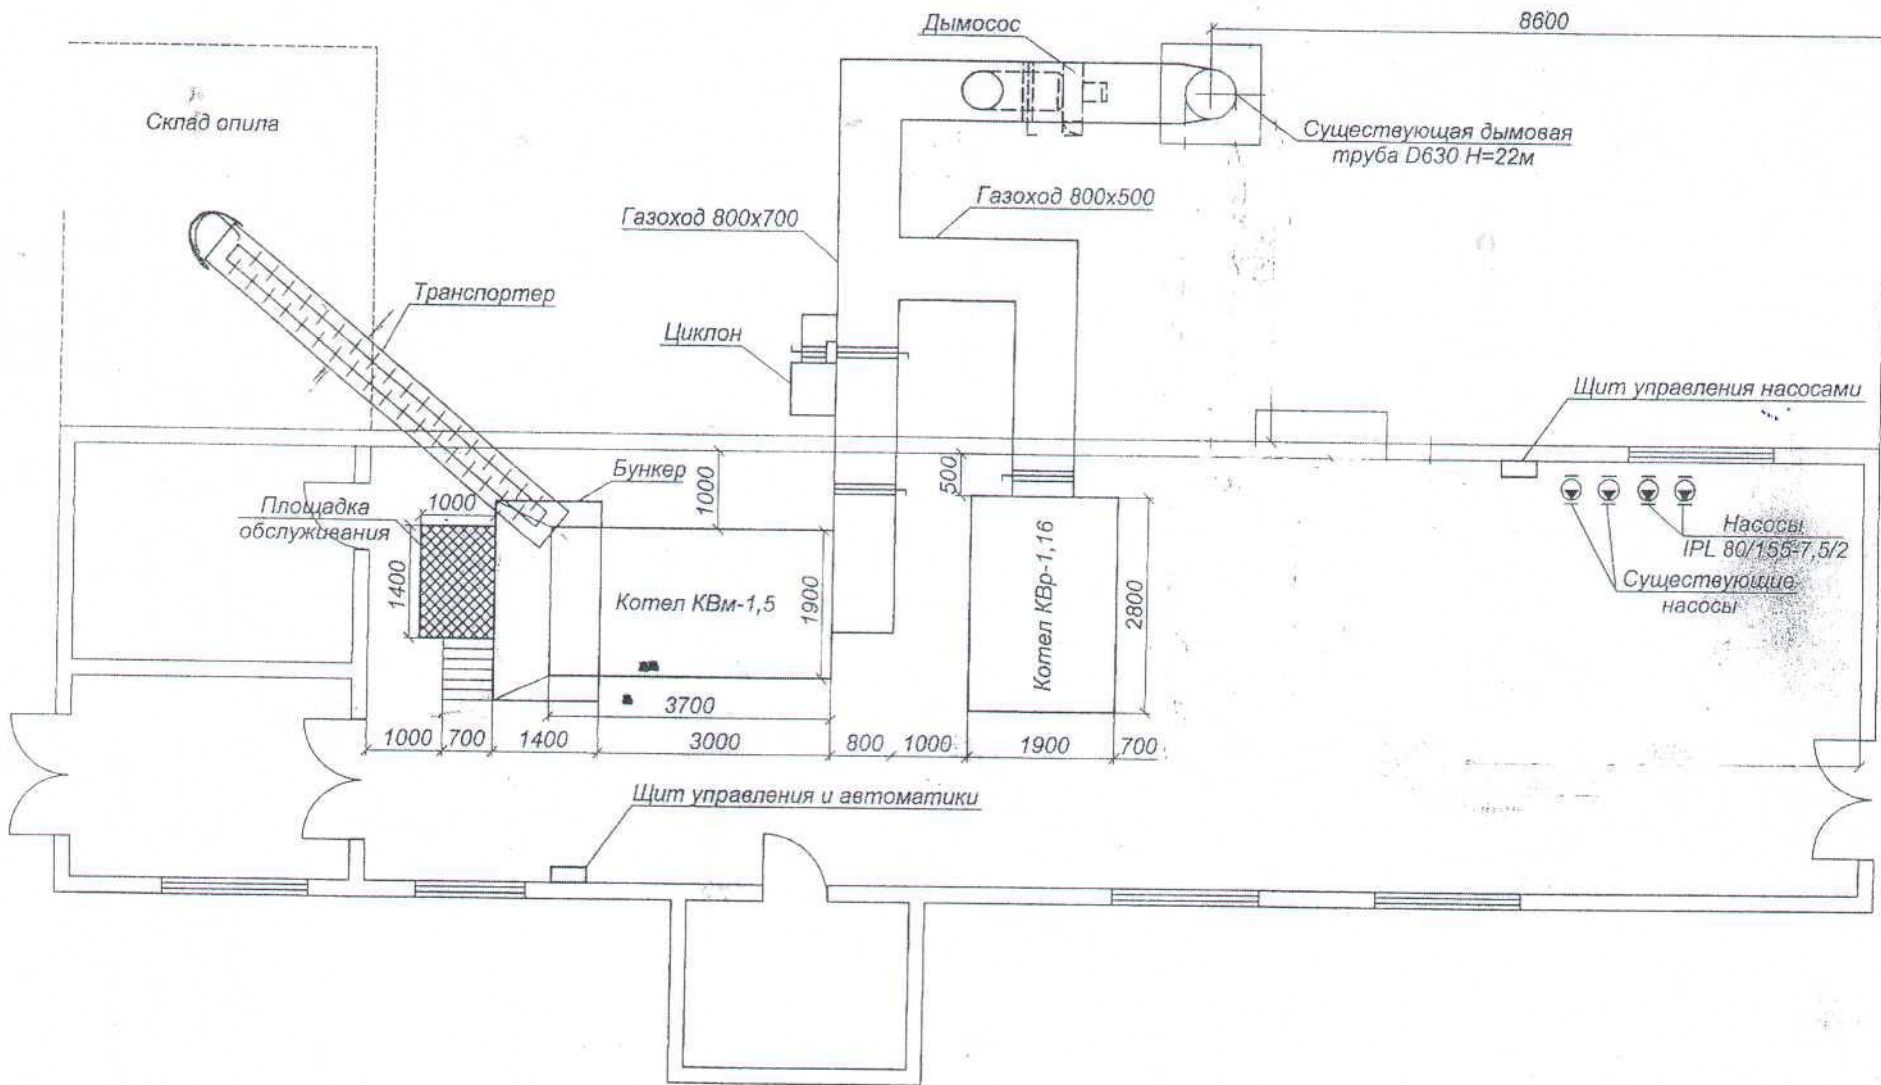 Дымосос
8600
Склад опила
Существующая дымовая
труба D630 H=22м
Газоход 800х500
Газоход 800х700
Транспортер
Циклон
Щит управления насосами
Бункер
1000
500
Площадка
обслуживания
1000
1400
Котел КВм-1,5
1900
Котел КВр-1,16
2800
Насосы
IPL 80/155-7,5/2
Существующие
насосы
3700
1000
700
1400
3000
800
1000
1900
700
Щит управления и автоматики